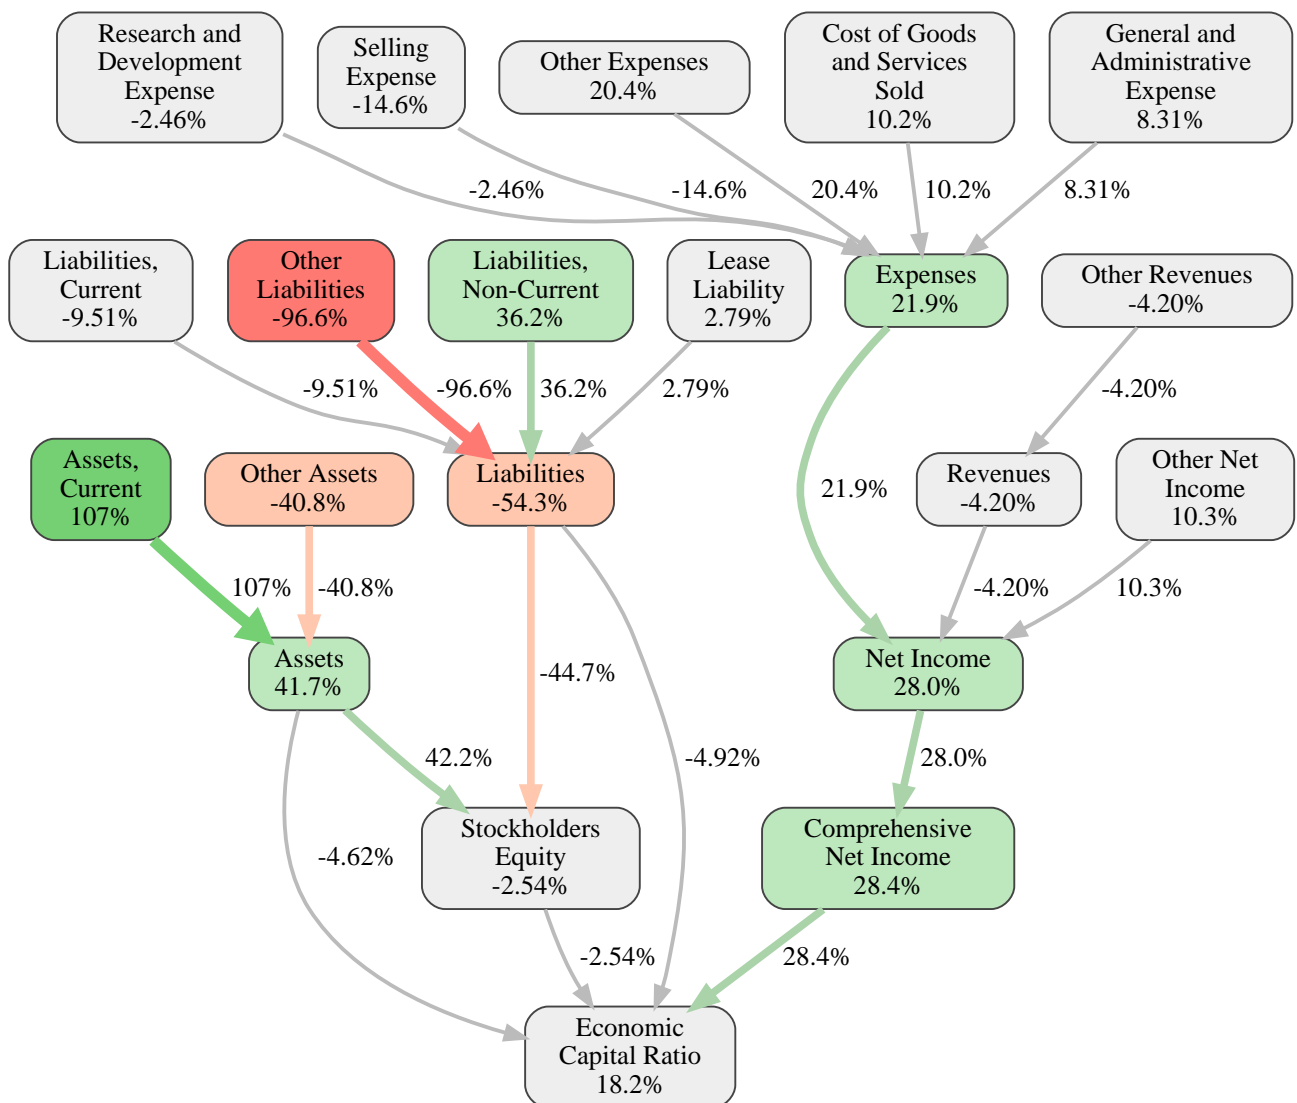 Research and
Development
Expense
-2.46%
Selling
Expense
-14.6%
Other Expenses
20.4%
Cost of Goods
and Services
Sold
10.2%
General and
Administrative
Expense
8.31%
-2.46%
-14.6%
20.4%
10.2%
8.31%
Liabilities,
Current
-9.51%
Other
Liabilities
-96.6%
Liabilities,
Non-Current
36.2%
Lease
Liability
2.79%
Expenses
21.9%
Other Revenues
-4.20%
-9.51%
-96.6%
36.2%
2.79%
-4.20%
Assets,
Current
107%
Other Assets
-40.8%
Liabilities
-54.3%
21.9%
Revenues
-4.20%
Other Net
Income
10.3%
107%
-40.8%
-4.20%
10.3%
Assets
41.7%
-44.7%
Net Income
28.0%
42.2%
-4.92%
28.0%
-4.62%
Stockholders
Equity
-2.54%
Comprehensive
Net Income
28.4%
-2.54%
28.4%
Economic
Capital Ratio
18.2%